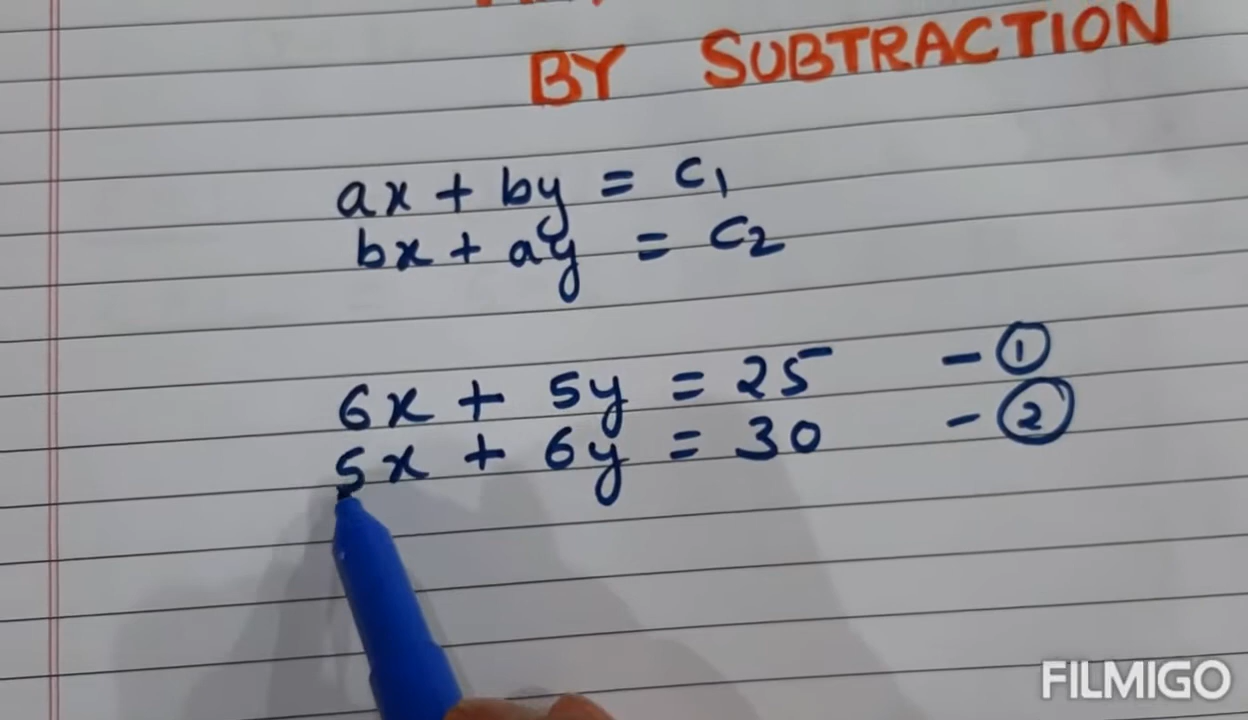 BY SUBTRACTION
ax + by = c₁
bx + ay = c₂
6x + 5y = 25 - ①
5x + 6y = 30 - ②
FILMIGO